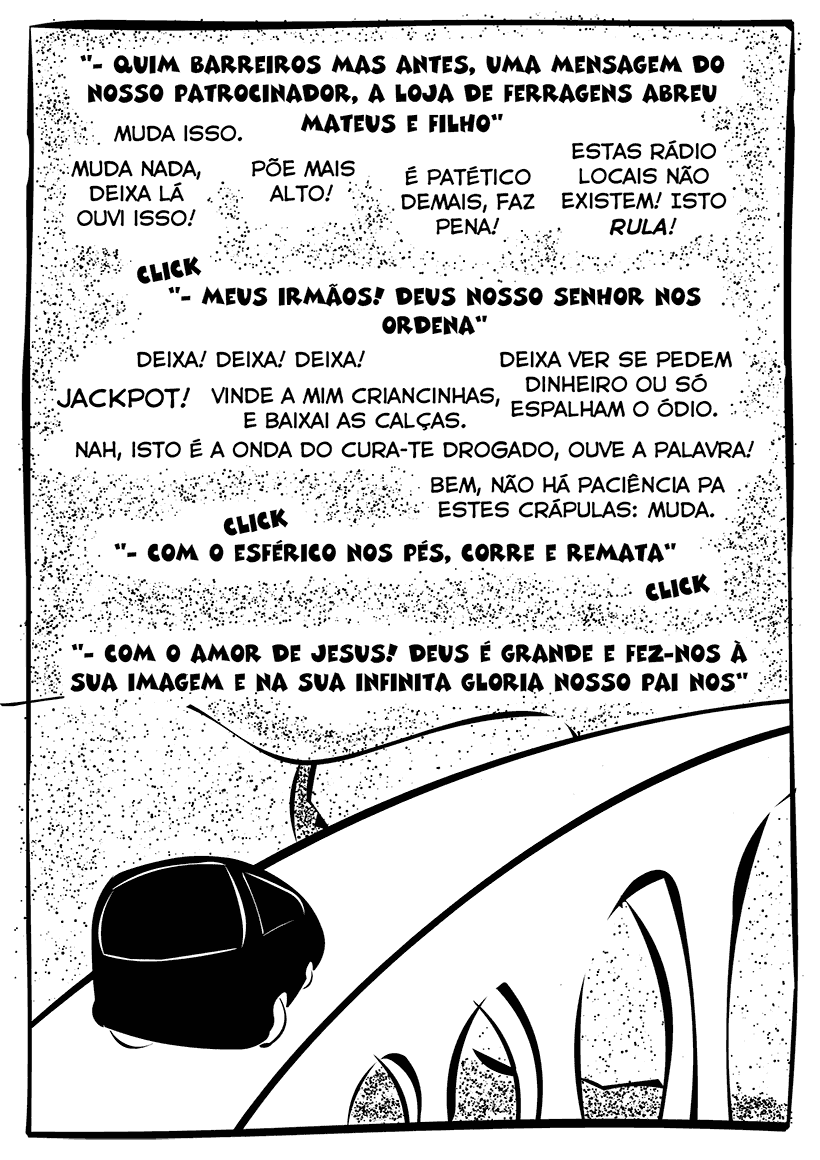 "- QUIM BARREIROS MAS ANTES, UMA MENSAGEM DO
NOSSO PATROCINADOR, A LOJA DE FERRAGENS ABREU
MATEUS E FILHO"
MUDA ISSO.
MUDA NADA,
DEIXA LÁ
OUVI ISSO!
PÕE MAIS
ALTO!
É PATÉTICO
DEMAIS, FAZ
PENA!
ESTAS RÁDIO
LOCAIS NÃO
EXISTEM! ISTO
RULA!
CLICK
"- MEUS IRMÃOS! DEUS NOSSO SENHOR NOS
ORDENA"
DEIXA! DEIXA! DEIXA!
DEIXA VER SE PEDEM
DINHEIRO OU SÓ
ESPALHAM O ÓDIO.
JACKPOT!
VINDE A MIM CRIANCINHAS,
E BAIXAI AS CALÇAS.
NAH, ISTO É A ONDA DO CURA-TE DROGADO, OUVE A PALAVRA!
BEM, NÃO HÁ PACIÊNCIA PA
ESTES CRÁPULAS: MUDA.
CLICK
"- COM O ESFÉRICO NOS PÉS, CORRE E REMATA"
CLICK
"- COM O AMOR DE JESUS! DEUS É GRANDE E FEZ-NOS À
SUA IMAGEM E NA SUA INFINITA GLORIA NOSSO PAI NOS"